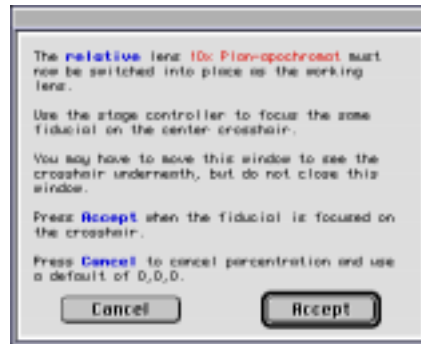 The relative lens 10x Plan-apochromat must
now be switched into place as the working
lens.
Use the stage controller to focus the same
fiducial on the center crosshair.
You may have to move this window to see the
crosshair underneath, but do not close this
window.
Press Accept when the fiducial is focused on
the crosshair.
Press Cancel to cancel parcentration and use
a default of 0,0,0.
Cancel
Accept